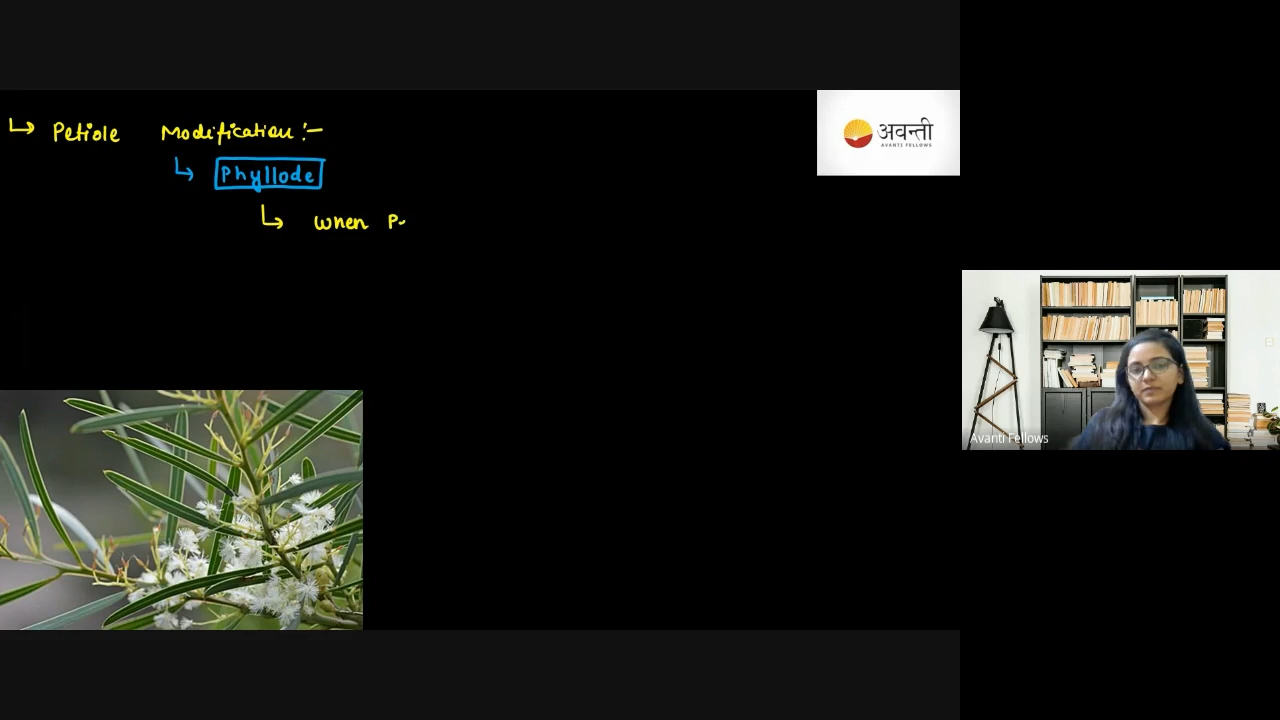 ↳ Petiole Modification :-
↳ Phyllode
↳ when P
अवन्ती
AVANTI FELLOWS
Avanti Fellows